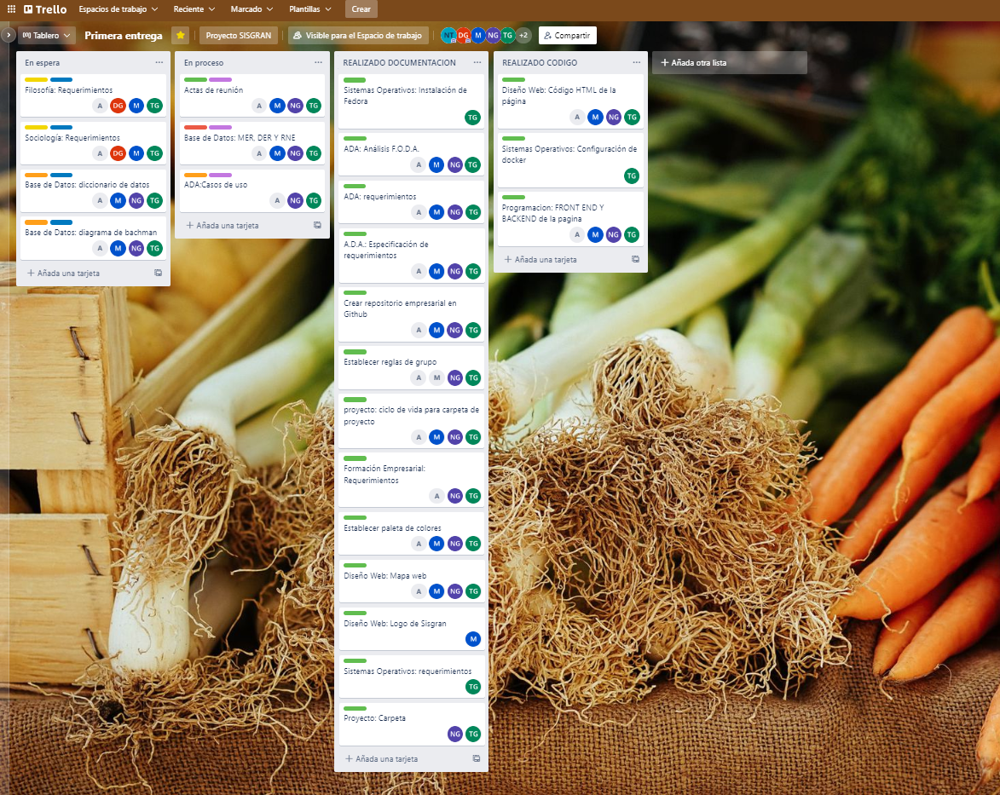 Trello
Espacios de trabajo
Reciente
Marcado
Plantillas
Crear
Tablero
Primera entrega
Proyecto SISGRAN
Visible para el Espacio de trabajo
NT
DG
M
NG
TG
+2
Compartir
En espera
Filosofía: Requerimientos
A DG M TG
Sociología: Requerimientos
A DG M TG
Base de Datos: diccionario de datos
A M NG TG
Base de Datos: diagrama de bachman
A M NG TG
Añada una tarjeta
En proceso
Actas de reunión
A M NG TG
Base de Datos: MER, DER Y RNE
A M NG TG
ADA:Casos de uso
A NG TG
Añada una tarjeta
REALIZADO DOCUMENTACION
Sistemas Operativos: Instalación de
Fedora
TG
ADA: Análisis F.O.D.A.
A M NG TG
ADA: requerimientos
A M NG TG
A.D.A.: Especificación de
requerimientos
A M NG TG
Crear repositorio empresarial en
Github
A M NG TG
Establecer reglas de grupo
A M NG TG
proyecto: ciclo de vida para carpeta de
proyecto
A M NG TG
Formación Empresarial:
Requerimientos
A NG TG
Establecer paleta de colores
A M NG TG
Diseño Web: Mapa web
A M NG TG
Diseño Web: Logo de Sisgran
M
Sistemas Operativos: requerimientos
TG
Proyecto: Carpeta
NG TG
Añada una tarjeta
REALIZADO CODIGO
Diseño Web: Código HTML de la
página
A M NG TG
Sistemas Operativos: Configuración de
docker
TG
Programacion: FRONT END Y
BACKEND de la pagina
A M NG TG
Añada una tarjeta
Añada otra lista